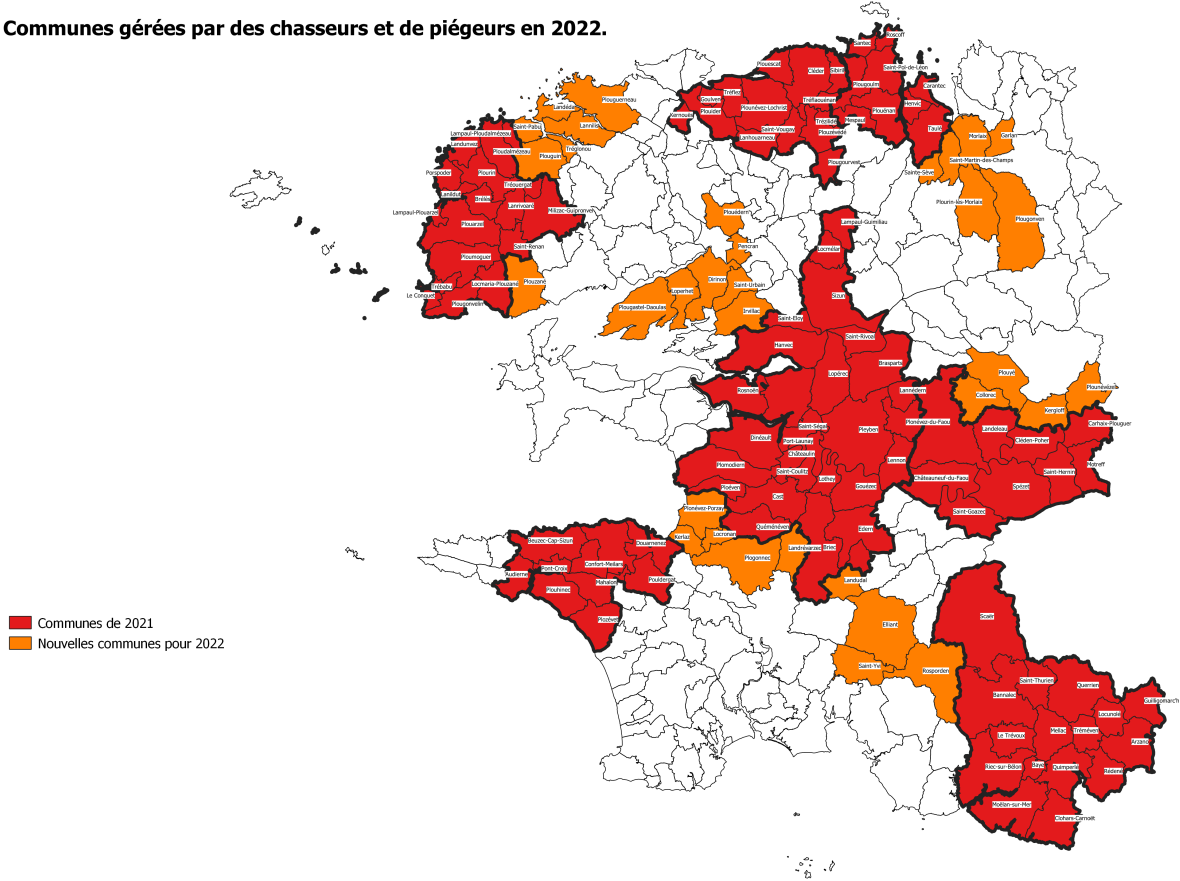 Communes gérées par des chasseurs et de piégeurs en 2022.
Roscoff
Santec
Plouescat
Cléder
Sibiril
Saint-Pol-de-Léon
Plougoulm
Carantec
Tréflez
Goulven
Plouider
Plounévez-Lochrist
Tréflaouénan
Plouguerneau
Landéda
Kernouës
Plouénan
Henvic
Mespaul
Trézilidé
Taulé
Lannilis
Saint-Pabu
Saint-Vougay
Plouzévédé
Lanhouarneau
Lampaul-Ploudalmézeau
Landunvez
Ploudalmézeau
Tréglonou
Plouguin
Morlaix
Garlan
Saint-Martin-des-Champs
Plougourvest
Sainte-Sève
Porspoder
Plourin
Tréouergat
Lanildut
Brélès
Lanrivoaré
Milizac-Guipronvel
Lampaul-Plouarzel
Plouarzel
Plouédern
Plourin-lès-Morlaix
Plougonven
Lampaul-Guimiliau
Saint-Renan
Pencran
Locmélar
Ploumoguer
Dirinon
Saint-Urbain
Trébabu
Locmaria-Plouzané
Plouzané
Le Conquet
Plougonvelin
Loperhet
Plougastel-Daoulas
Irvillac
Sizun
Saint-Eloy
Saint-Rivoal
Hanvec
Brasparts
Lopérec
Plouyé
Rosnoën
Lannédern
Collorec
Plounévézel
Kergloff
Plonévez-du-Faou
Carhaix-Plouguer
Saint-Ségal
Pleyben
Landeleau
Dinéault
Port-Launay
Cléden-Poher
Châteaulin
Plomodiern
Lennon
Motreff
Saint-Coulitz
Saint-Hernin
Lothey
Châteauneuf-du-Faou
Ploéven
Gouézec
Spézet
Cast
Plonévez-Porzay
Saint-Goazec
Quéménéven
Edern
Kerlaz
Locronan
Beuzec-Cap-Sizun
Douarnenez
Landrévarzec
Briec
Plogonnec
Confort-Meilars
Pont-Croix
Audierne
Mahalon
Pouldergat
Landudal
Plouhinec
Plozévet
Scaër
Elliant
Saint-Yvi
Rosporden
Saint-Thurien
Querrien
Bannalec
Guilligomarc'h
Locunolé
Le Trévoux
Mellac
Tréméven
Arzano
Riec-sur-Bélon
Baye
Quimperlé
Rédené
Moëlan-sur-Mer
Clohars-Carnoët
Communes de 2021
Nouvelles communes pour 2022